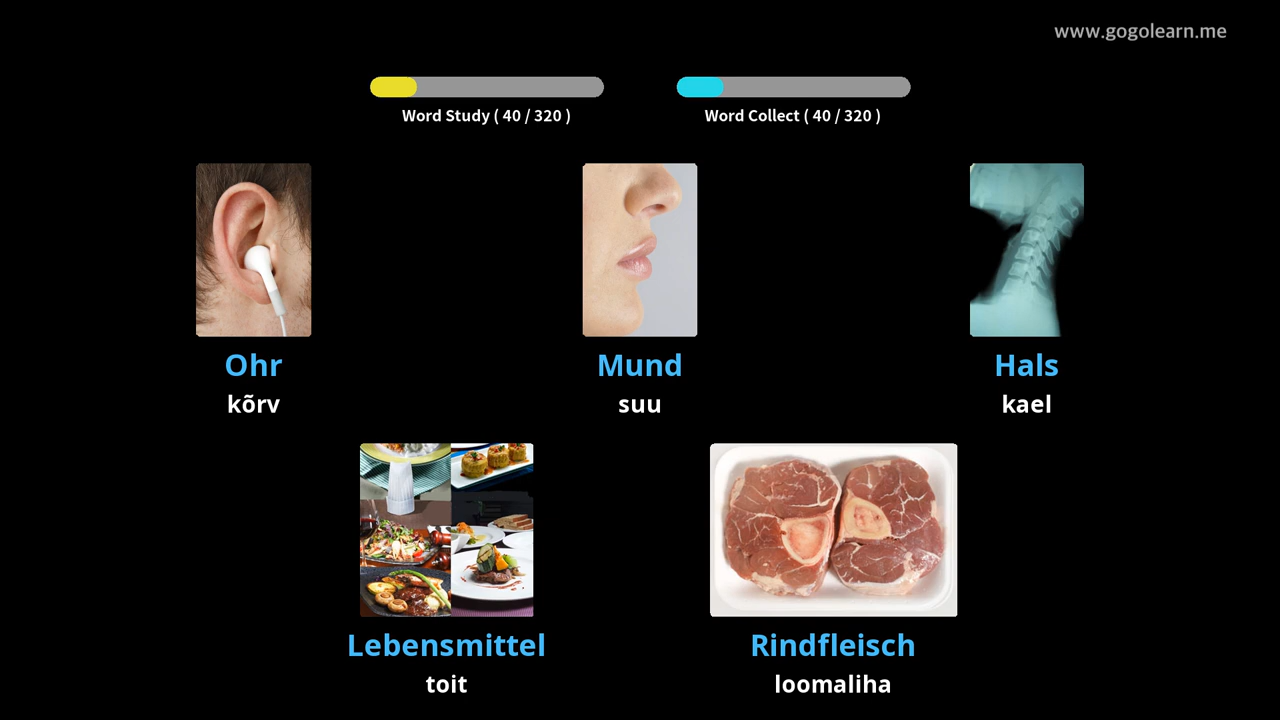 www.gogolearn.me
Word Study ( 40 / 320 )
Word Collect ( 40 / 320 )
Ohr
kõrv
Mund
suu
Hals
kael
Lebensmittel
toit
Rindfleisch
loomaliha